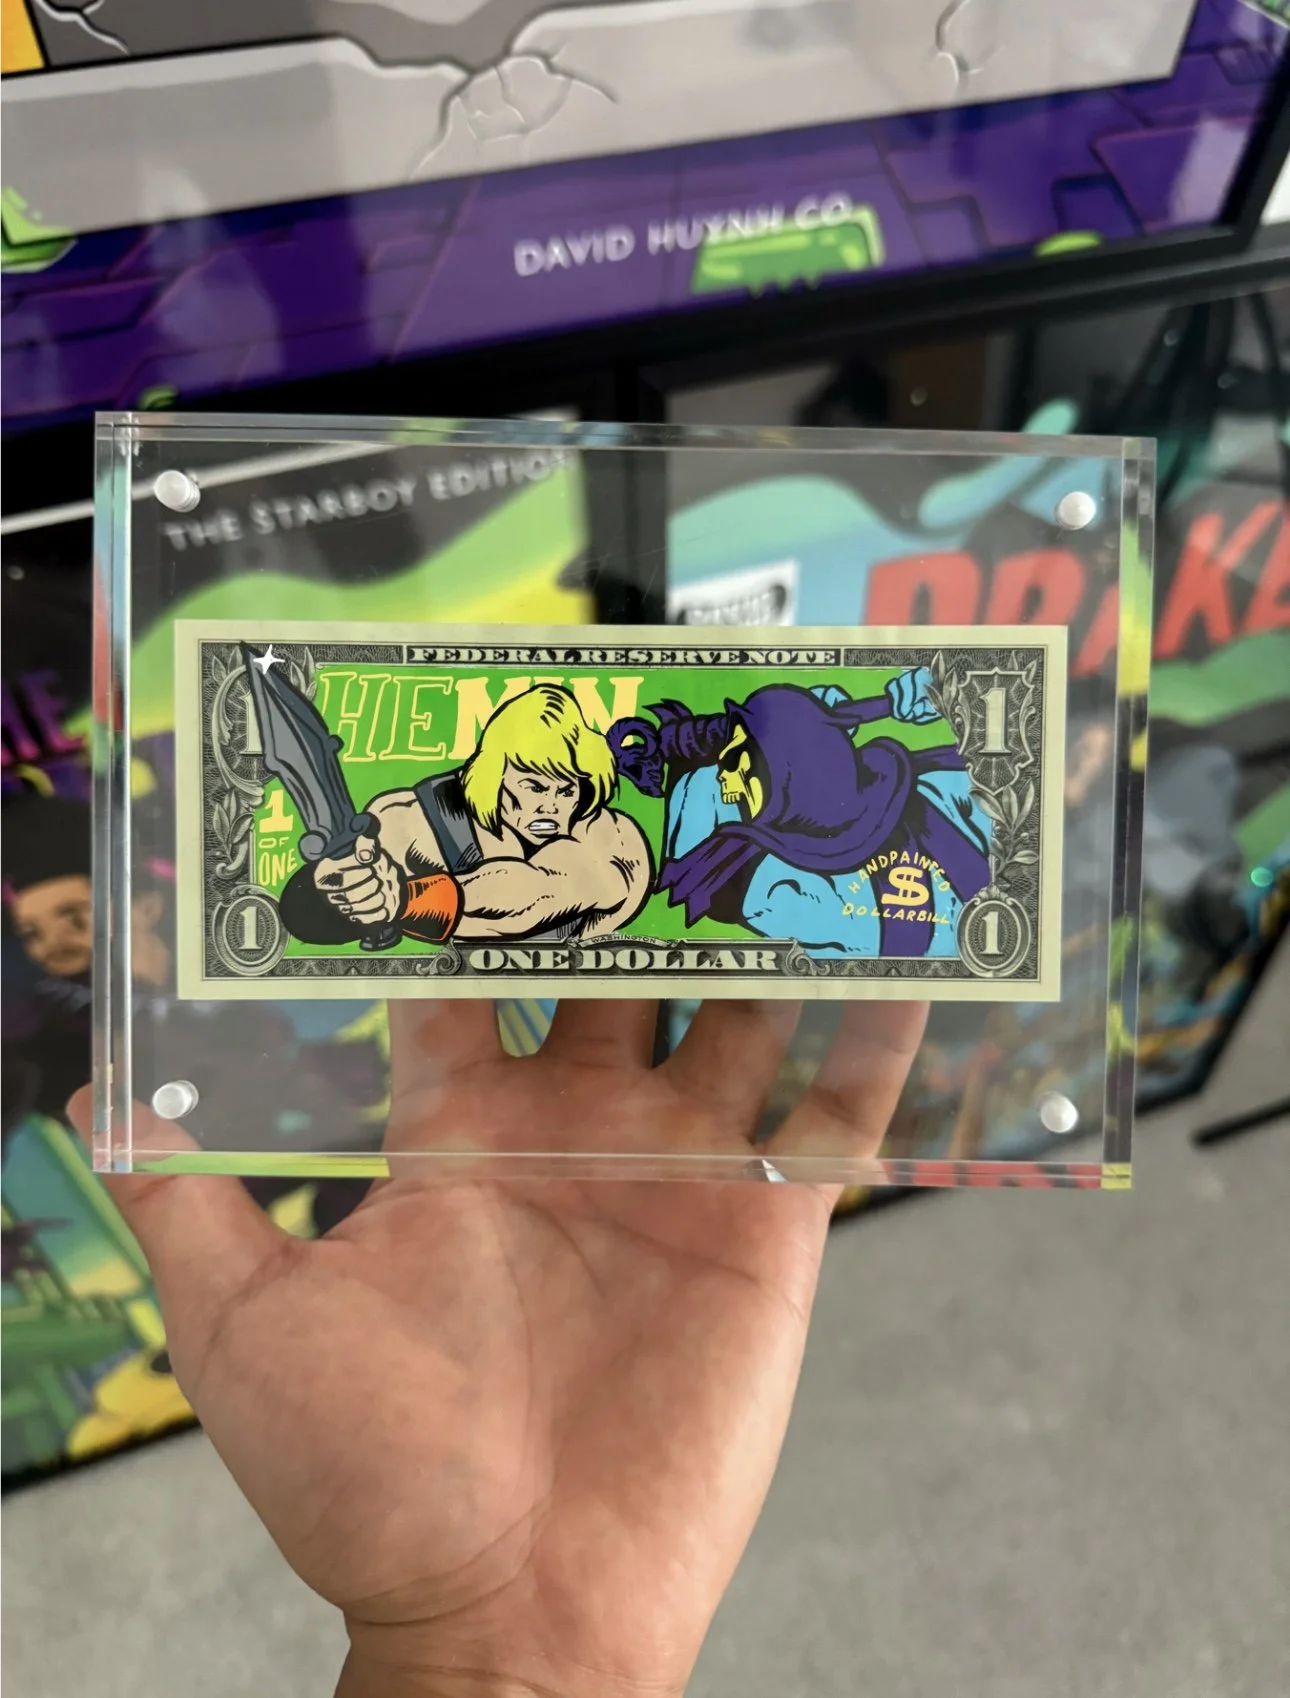 DAVID HUYNH CO.
THE STARBOY EDITION
DRAKE
FEDERAL RESERVE NOTE
1
HEMAN
1
1
OF
ONE
HANDPAINTED
$
DOLLARBILL
1
WASHINGTON
1
ONE DOLLAR